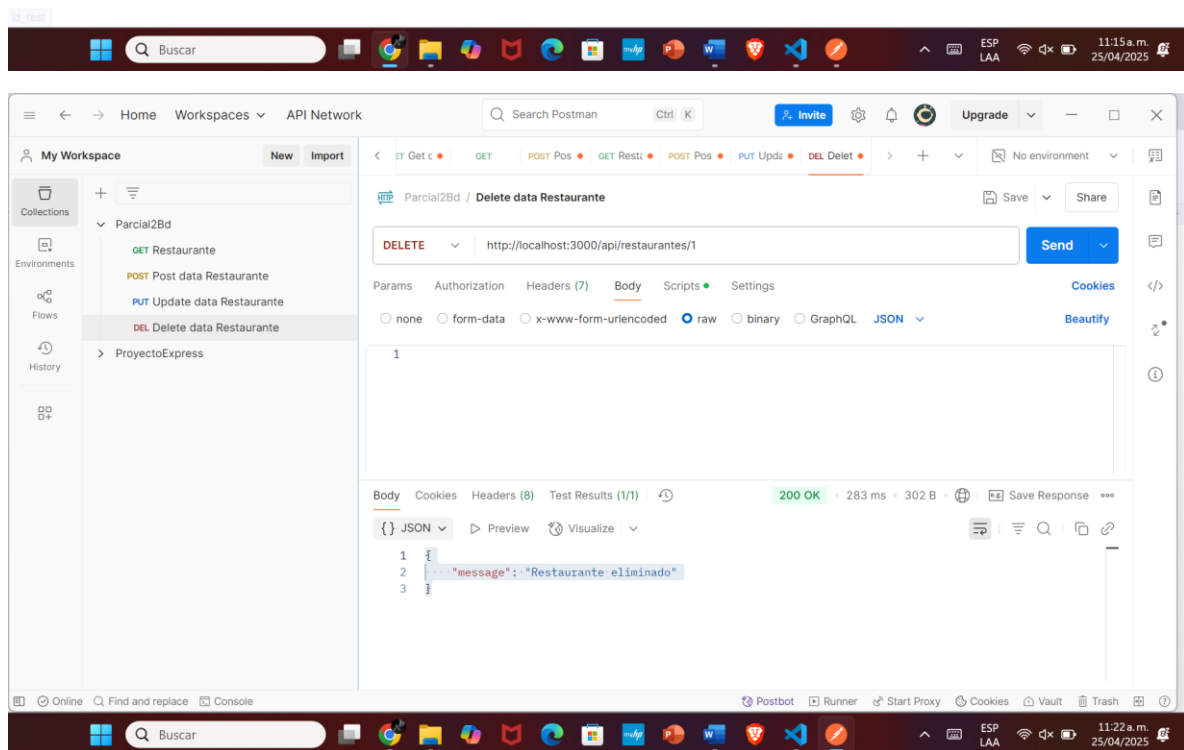 id_rest
Buscar
ESP
LAA
11:15 a. m.
25/04/2025
Home Workspaces API Network
Search Postman Ctrl K
Invite
Upgrade
My Workspace New Import
GET Get c GET POST Pos GET Resta POST Pos PUT Upda DEL Delet
No environment
Collections
Environments
Flows
History
Parcial2Bd
GET Restaurante
POST Post data Restaurante
PUT Update data Restaurante
DEL Delete data Restaurante
ProyectoExpress
HTTP Parcial2Bd / Delete data Restaurante
Save Share
DELETE http://localhost:3000/api/restaurantes/1 Send
Params Authorization Headers (7) Body Scripts Settings Cookies
none form-data x-www-form-urlencoded raw binary GraphQL JSON Beautify
1
Body Cookies Headers (8) Test Results (1/1) 200 OK 283 ms 302 B e.g. Save Response
{} JSON Preview Visualize
1 {
2 "message": "Restaurante eliminado"
3 }
Online Find and replace Console Postbot Runner Start Proxy Cookies Vault Trash
Buscar
ESP
LAA
11:22 a. m.
25/04/2025